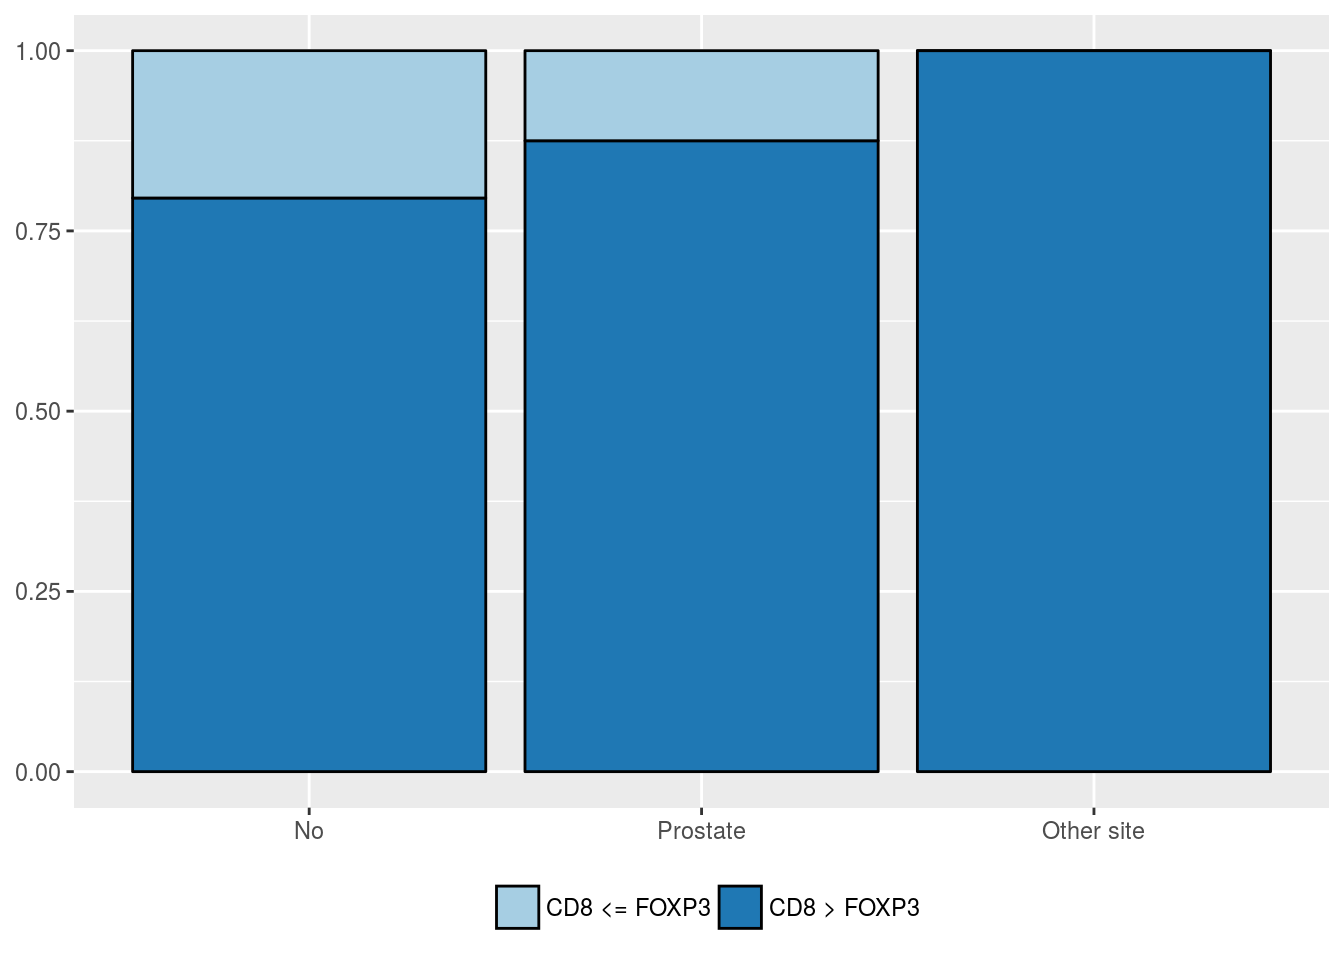 1.00
0.75
0.50
0.25
0.00
No Prostate Other site
CD8 <= FOXP3 CD8 > FOXP3